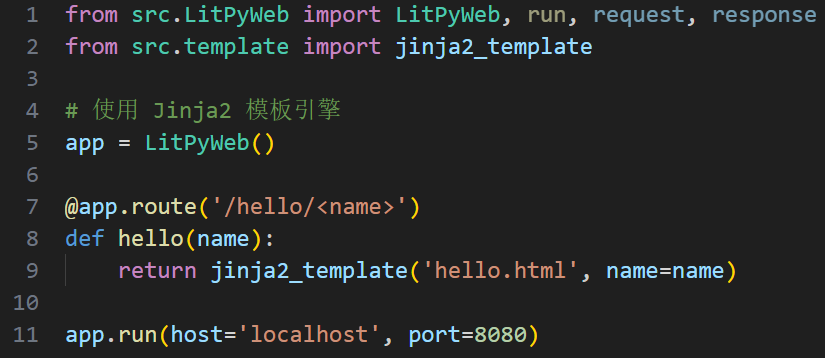 1 from src.LitPyWeb import LitPyWeb, run, request, response
2 from src.template import jinja2_template
3
4 # 使用 Jinja2 模板引擎
5 app = LitPyWeb()
6
7 @app.route('/hello/<name>')
8 def hello(name):
9     return jinja2_template('hello.html', name=name)
10
11 app.run(host='localhost', port=8080)